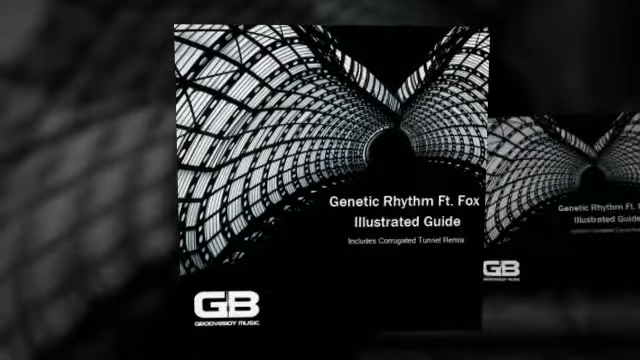 Genetic Rhythm Ft. Fox
Illustrated Guide
Includes Corrugated Tunnel Remix
GB
GROOVEBOY MUSIC
Genetic Rhythm Ft. F
Illustrated Guide
GB